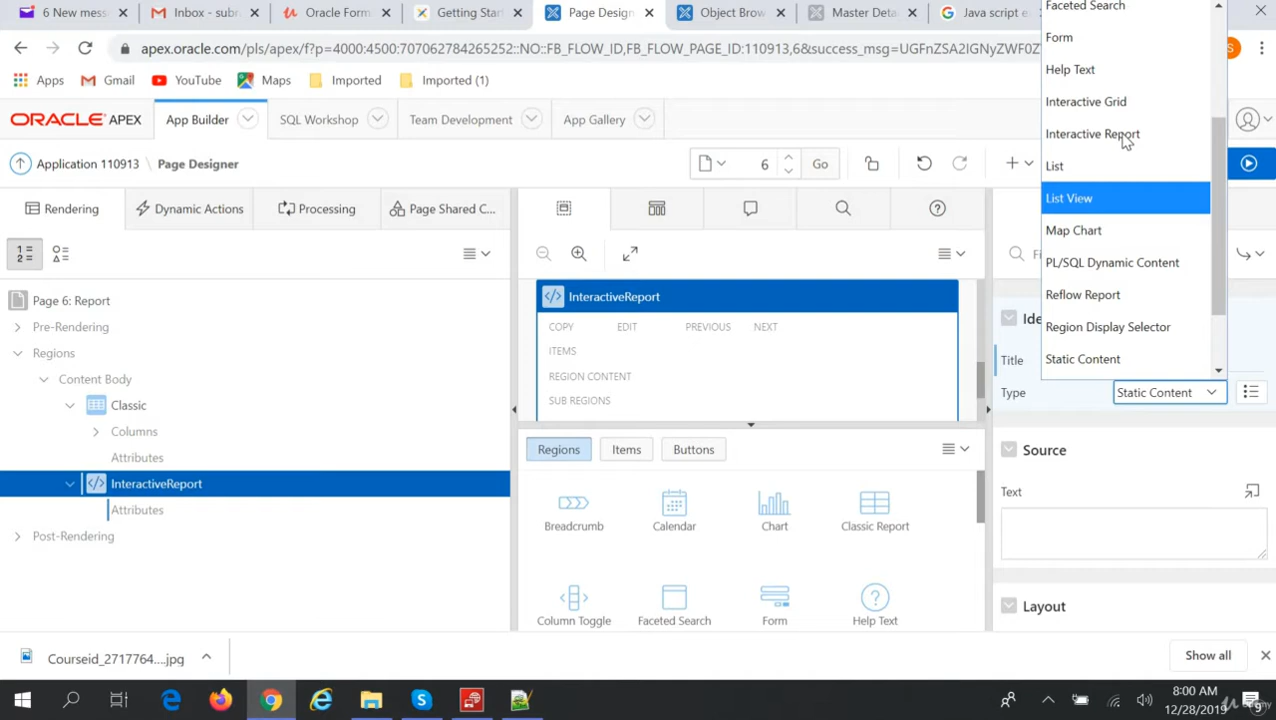 6 New mess
Inbox - subra
Oracle Form
Getting Star
Page Design
Object Brow
Master Deta
Java script e
apex.oracle.com/pls/apex/f?p=4000:4500:707062784265252::NO::FB_FLOW_ID,FB_FLOW_PAGE_ID:110913,6&success_msg=UGFnZSA2IGNyZWF0Z
S
Apps
Gmail
YouTube
Maps
Imported
Imported (1)
ORACLE APEX
App Builder
SQL Workshop
Team Development
App Gallery
Application 110913
Page Designer
6
Go
Rendering
Dynamic Actions
Processing
Page Shared C...
Page 6: Report
Pre-Rendering
Regions
Content Body
Classic
Columns
Attributes
InteractiveReport
Attributes
Post-Rendering
InteractiveReport
COPY
EDIT
PREVIOUS
NEXT
ITEMS
REGION CONTENT
SUB REGIONS
Regions
Items
Buttons
Breadcrumb
Calendar
Chart
Classic Report
Column Toggle
Faceted Search
Form
Help Text
Faceted Search
Form
Help Text
Interactive Grid
Interactive Report
List
List View
Map Chart
PL/SQL Dynamic Content
Reflow Report
Region Display Selector
Static Content
Fi
Ide
Title
Type
Static Content
Source
Text
Layout
Courseid_2717764....jpg
Show all
8:00 AM
12/28/2019